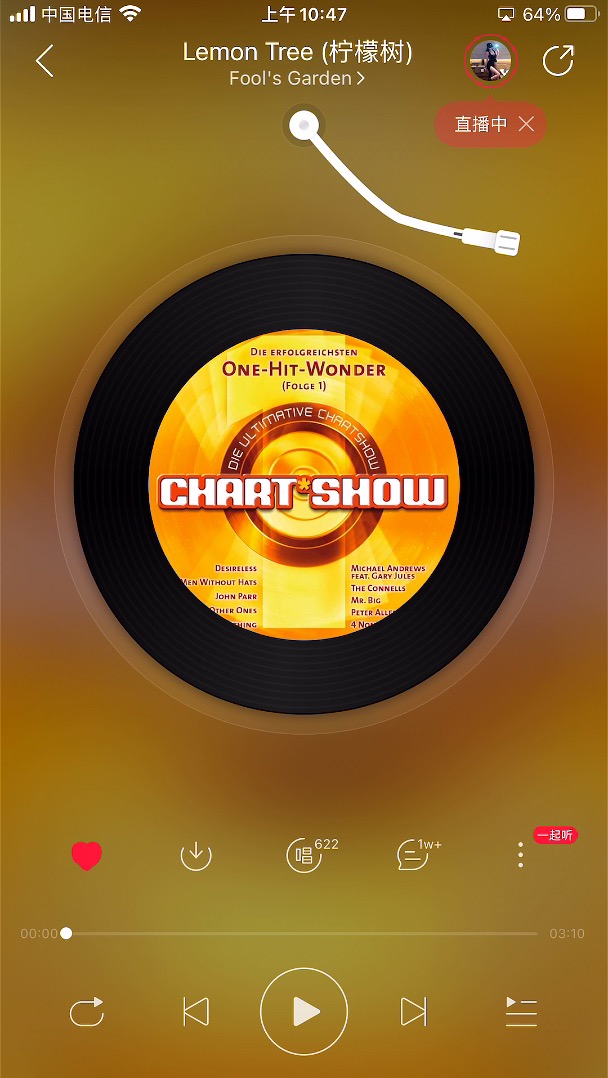 中国电信
上午10:47
64%
Lemon Tree (柠檬树)
Fool's Garden
直播中
DIE ERFOLGREICHSTEN
ONE-HIT-WONDER
(FOLGE 1)
DIE ULTIMATIVE CHARTSHOW
CHART*SHOW
DESIRELESS
MEN WITHOUT HATS
JOHN PARR
OTHER ONES
MICHAEL ANDREWS
FEAT. GARY JULES
THE CONNELLS
MR. BIG
PETER
一起听
唱
622
1w+
00:00
03:10